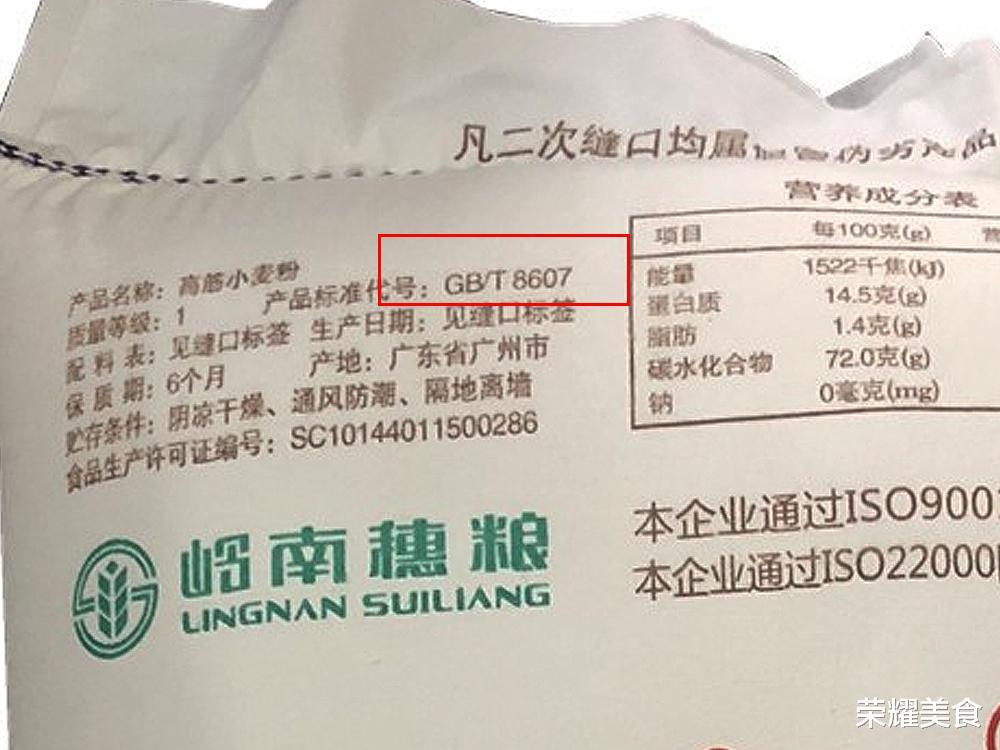 凡二次缝口均属
营养成分表
项目 每100克(g) 营
能量 1522千焦(kJ)
蛋白质 14.5克(g)
脂肪 1.4克(g)
碳水化合物 72.0克(g)
钠 0毫克(mg)
产品名称：高筋小麦粉
产品标准代号：GB/T 8607
质量等级：1
生产日期：见缝口标签
配料表：见缝口标签
产地：广东省广州市
保质期：6个月
贮存条件：阴凉干燥、通风防潮、隔地离墙
食品生产许可证编号：SC10144011500286
岭南穗粮
LINGNAN SUILIANG
本企业通过ISO900
本企业通过ISO22000
荣耀美食